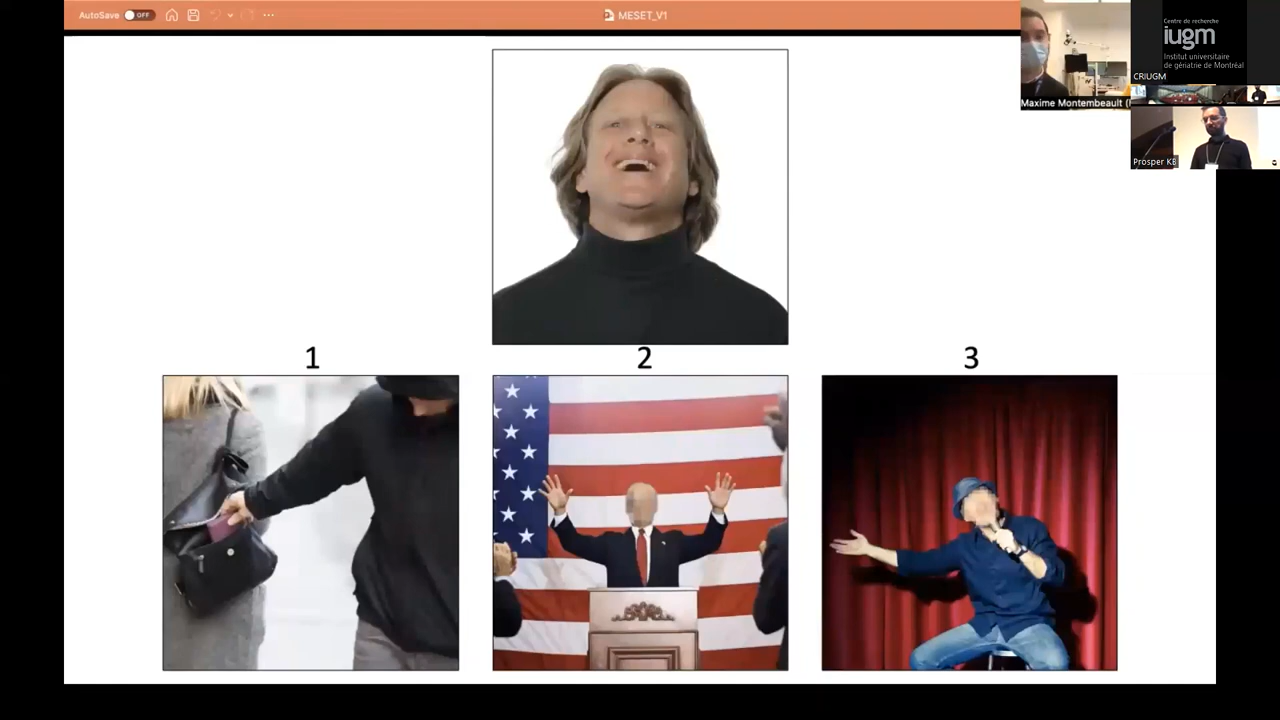 AutoSave OFF
MESET_V1
Centre de recherche
iugm
Institut universitaire
de gériatrie de Montréal
CRIUGM
Maxime Montembeault (
Prosper KE
1
2
3